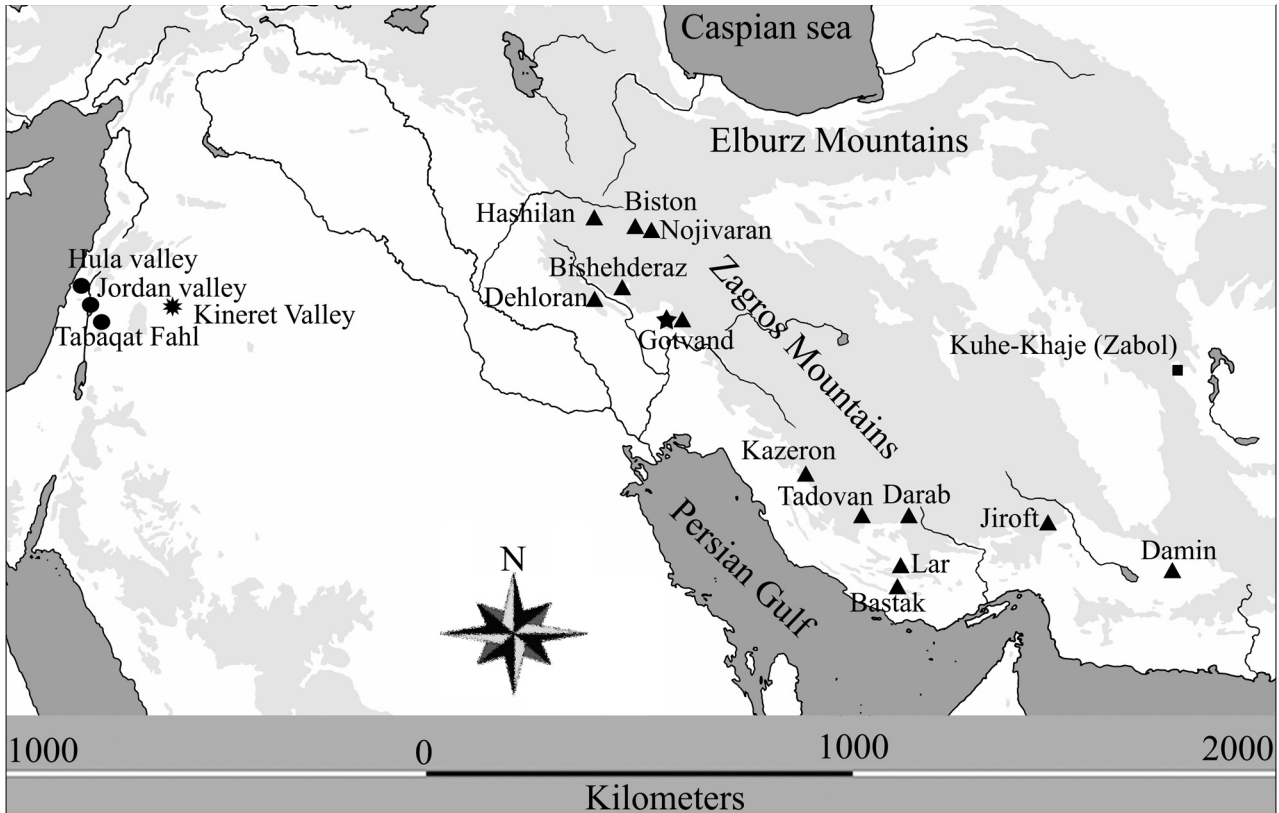 Caspian sea
Elburz Mountains
Biston
Hashilan
Nojivaran
Hula valley
Bishehderaz
Zagros Mountains
Jordan valley
Dehloran
Kineret Valley
Tabaqat Fahl
Gotvand
Kuhe-Khaje (Zabol)
Kazeron
Tadovan
Darab
Jiroft
Persian Gulf
Damin
N
Lar
Bastak
1000
0
1000
2000
Kilometers